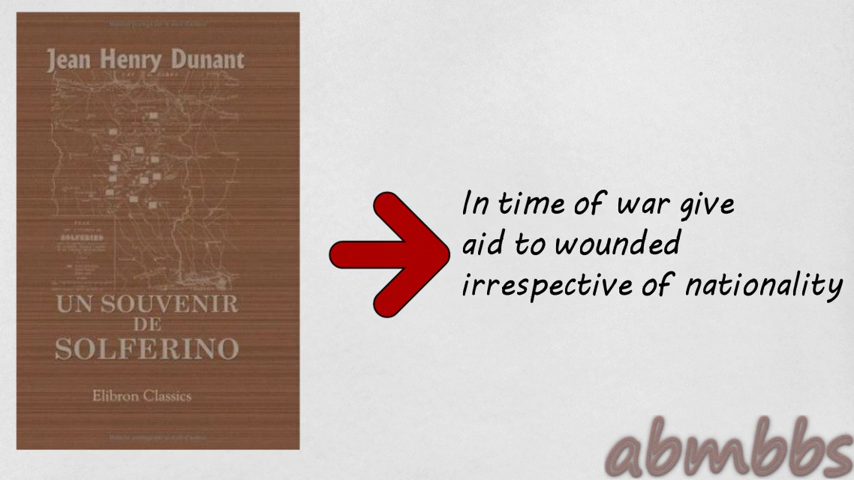 Jean Henry Dunant
SOLFERINO
UN SOUVENIR
DE
SOLFERINO
Elibron Classics
In time of war give
aid to wounded
irrespective of nationality
abmbbs